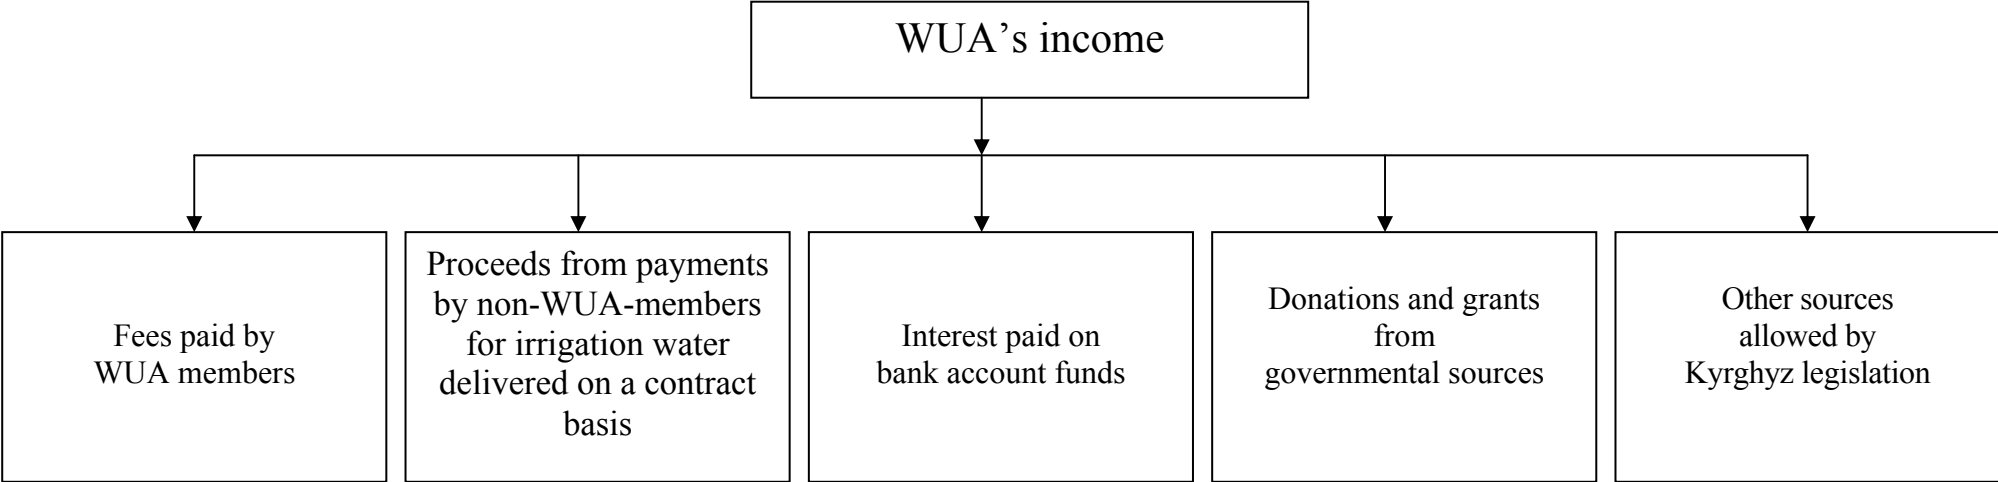 WUA’s income
Fees paid by
WUA members
Proceeds from payments
by non-WUA-members
for irrigation water
delivered on a contract
basis
Interest paid on
bank account funds
Donations and grants
from
governmental sources
Other sources
allowed by
Kyrghyz legislation